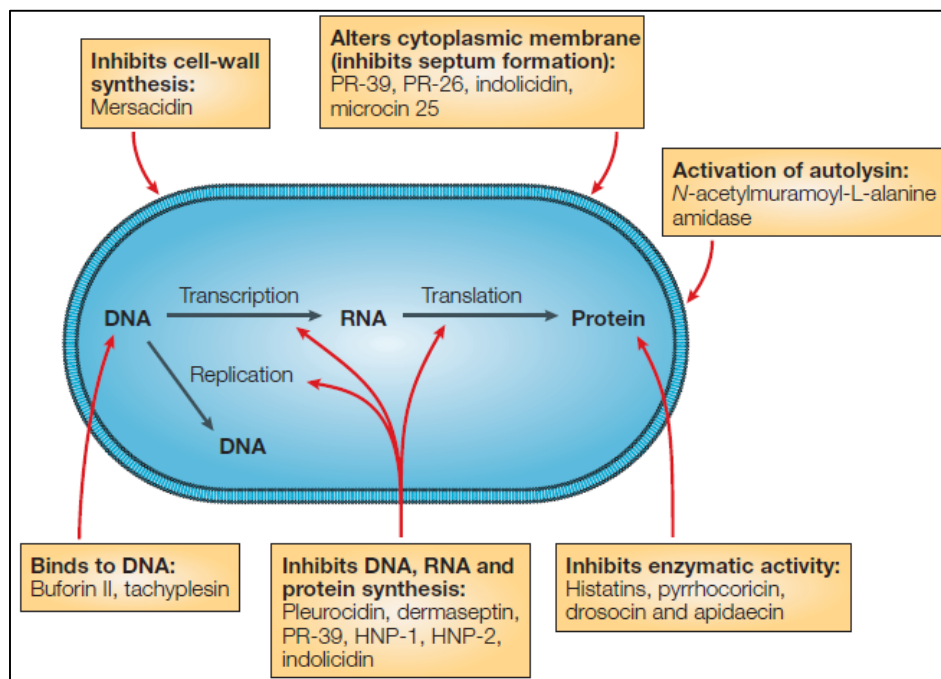 Inhibits cell-wall
synthesis:
Mersacidin
Alters cytoplasmic membrane
(inhibits septum formation):
PR-39, PR-26, indolicidin,
microcin 25
Activation of autolysin:
N-acetylmuramoyl-L-alanine
amidase
Transcription
Translation
DNA
RNA
Protein
Replication
DNA
Binds to DNA:
Buforin II, tachyplesin
Inhibits DNA, RNA and
protein synthesis:
Pleurocidin, dermaseptin,
PR-39, HNP-1, HNP-2,
indolicidin
Inhibits enzymatic activity:
Histatins, pyrrhocoricin,
drosocin and apidaecin